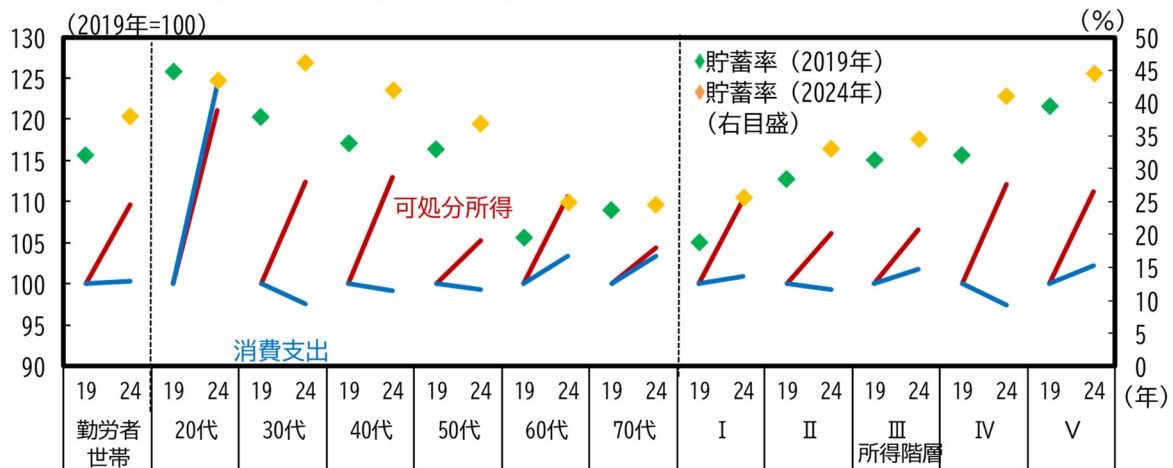 (2019年=100)
(%)
130
125
120
115
110
105
100
95
90
50
45
40
35
30
25
20
15
10
5
0
◆貯蓄率（2019年）
◆貯蓄率（2024年）
（右目盛）
可処分所得
消費支出
19 24 19 24 19 24 19 24 19 24 19 24 19 24 19 24 19 24 19 24 19 24 19 24 (年)
勤労者 20代 30代 40代 50代 60代 70代 Ⅰ Ⅱ Ⅲ Ⅳ Ⅴ
世帯 所得階層